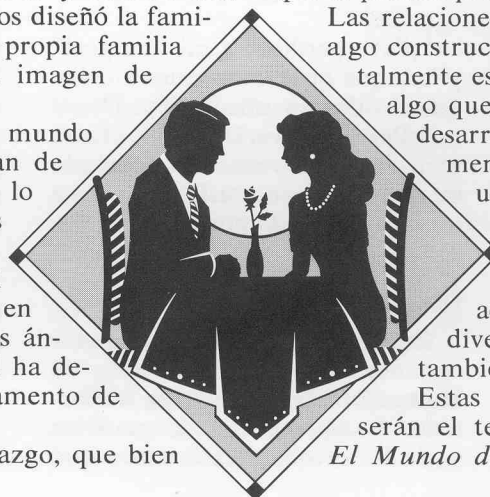 os diseñó la fami-
propia familia
imagen de
mundo
an de
lo
en
s án-
ha de-
amento de
azgo, que bien
Las relacione
algo construc
talmente es
algo que
desarr
men
u
a
dive
tambié
Estas
serán el te
El Mundo d